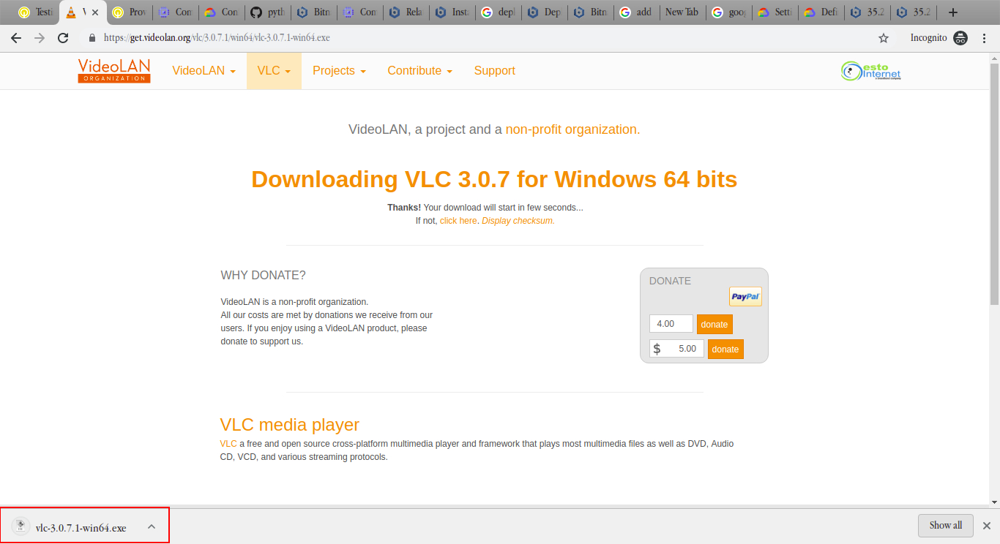 Testi
V
Prov
Com
Con
pyth
Bitn
Com
Rela
Insta
depl
Dep
Bitn
add
New Tab
goog
Setti
Defi
35.2
35.2
https://get.videolan.org/vlc/3.0.7.1/win64/vlc-3.0.7.1-win64.exe
Incognito
VideoLAN
ORGANIZATION
VideoLAN
VLC
Projects
Contribute
Support
esto
Internet
VideoLAN, a project and a non-profit organization.
Downloading VLC 3.0.7 for Windows 64 bits
Thanks! Your download will start in few seconds...
If not, click here. Display checksum.
WHY DONATE?
VideoLAN is a non-profit organization.
All our costs are met by donations we receive from our
users. If you enjoy using a VideoLAN product, please
donate to support us.
DONATE
PayPal
4.00 donate
$ 5.00 donate
VLC media player
VLC a free and open source cross-platform multimedia player and framework that plays most multimedia files as well as DVD, Audio
CD, VCD, and various streaming protocols.
vlc-3.0.7.1-win64.exe
Show all